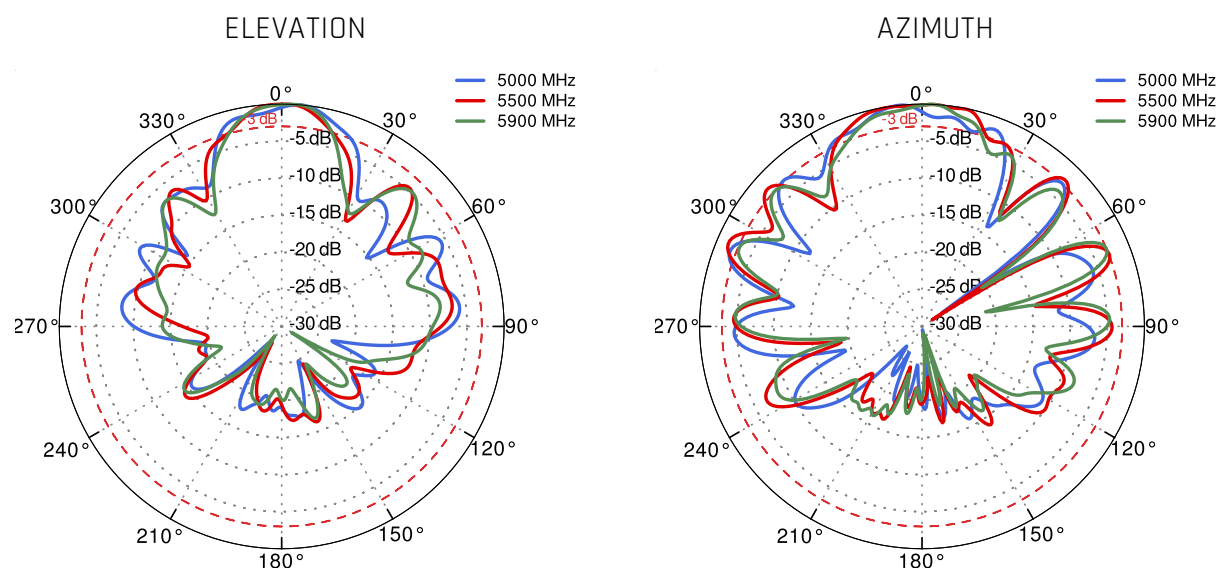 ELEVATION
5000 MHz
5500 MHz
5900 MHz
0°
330°
30°
-3 dB
-5 dB
-10 dB
300°
60°
-15 dB
-20 dB
-25 dB
270°
-30 dB
90°
240°
120°
210°
150°
180°
AZIMUTH
5000 MHz
5500 MHz
5900 MHz
0°
330°
30°
-3 dB
-5 dB
-10 dB
300°
60°
-15 dB
-20 dB
-25 dB
270°
-30 dB
90°
240°
120°
210°
150°
180°